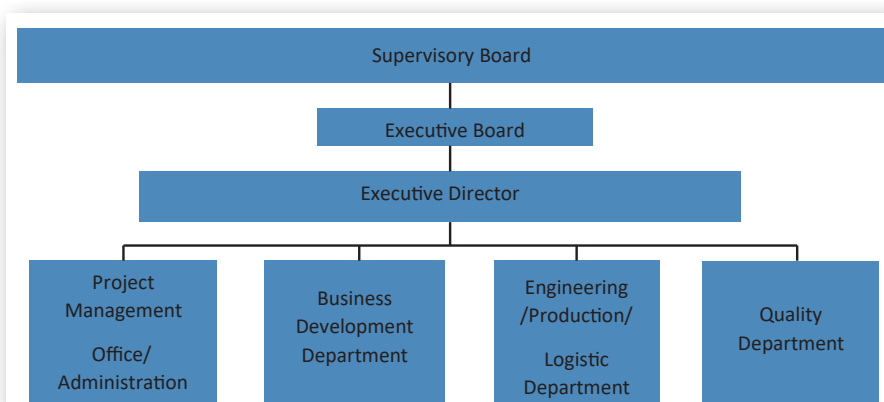 Supervisory Board
Executive Board
Executive Director
Project
Management
Office/
Administration
Business
Development
Department
Engineering
/Production/
Logistic
Department
Quality
Department